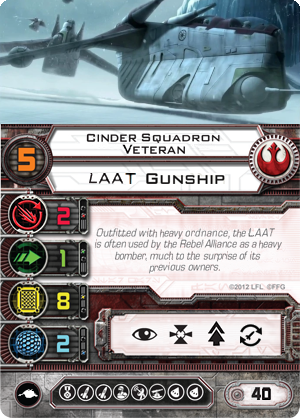 CINDER SQUADRON
VETERAN
5
LAAT GUNSHIP
2
Outfitted with heavy ordnance, the LAAT
is often used by the Rebel Alliance as a heavy
bomber, much to the surprise of its
previous owners.
1
©2012 LFL ©FFG
8
2
40